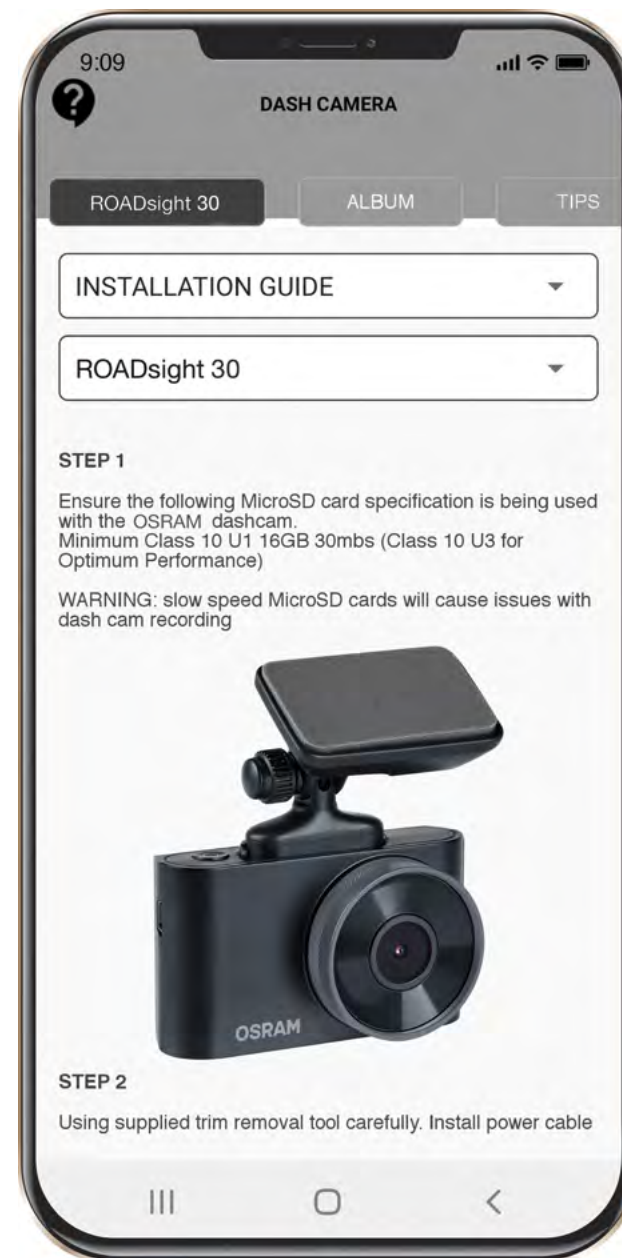 9:09
DASH CAMERA
ROADsight 30
ALBUM
TIPS
INSTALLATION GUIDE
ROADsight 30
STEP 1
Ensure the following MicroSD card specification is being used
with the OSRAM dashcam.
Minimum Class 10 U1 16GB 30mbs (Class 10 U3 for
Optimum Performance)
WARNING: slow speed MicroSD cards will cause issues with
dash cam recording
OSRAM
STEP 2
Using supplied trim removal tool carefully. Install power cable